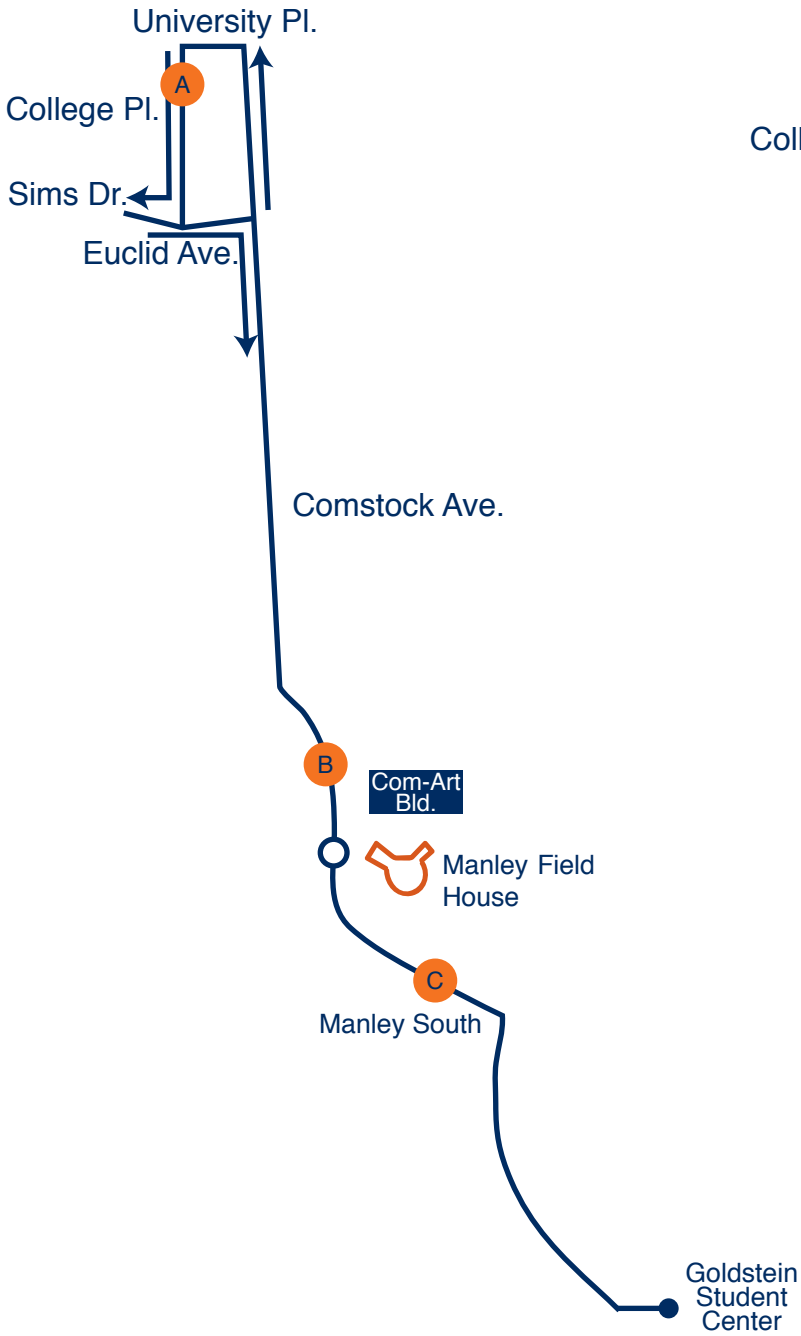 University Pl.
A
College Pl.
Coll
Sims Dr.
Euclid Ave.
Comstock Ave.
B
Com-Art
Bld.
Manley Field
House
C
Manley South
Goldstein
Student
Center